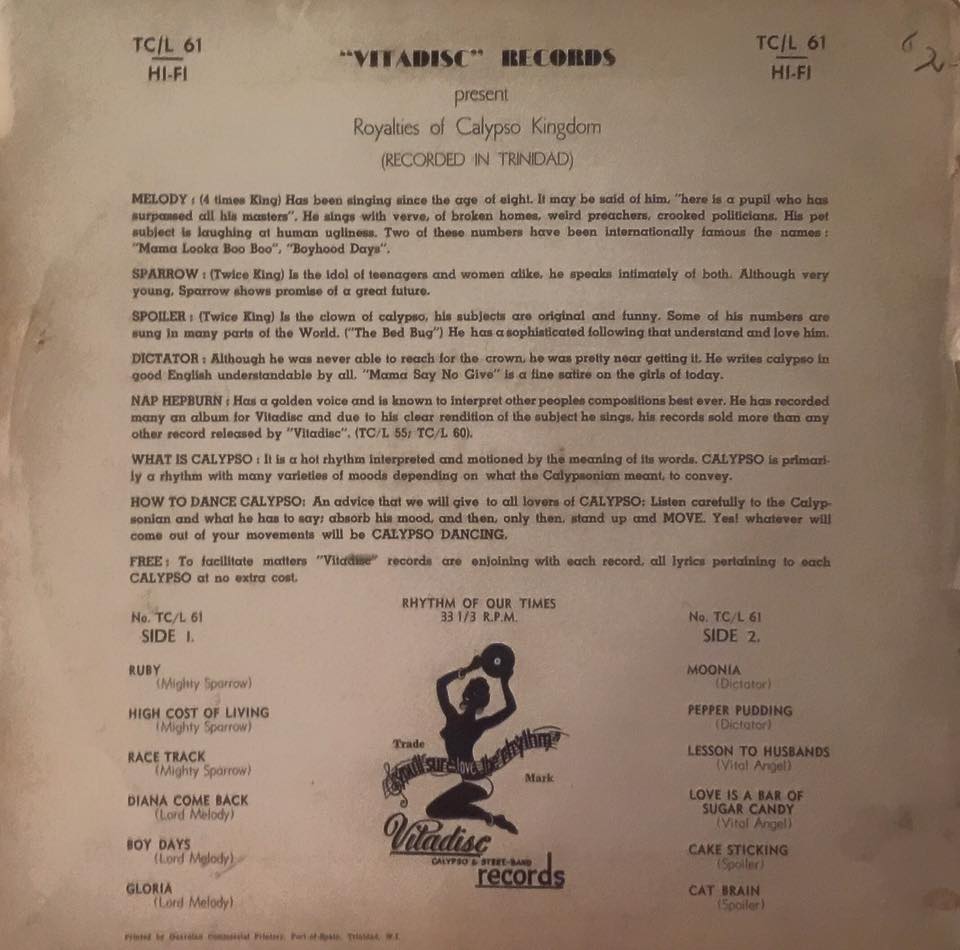 TC/L 61
HI-FI
"VITADISC" RECORDS
TC/L 61
HI-FI
present
Royalties of Calypso Kingdom
(RECORDED IN TRINIDAD)
MELODY : (4 times King) Has been singing since the age of eight. It may be said of him, "here is a pupil who has
surpassed all his masters". He sings with verve, of broken homes, weird preachers, crooked politicians. His pet
subject is laughing at human ugliness. Two of these numbers have been internationally famous the names :
"Mama Looka Boo Boo", "Boyhood Days".
SPARROW : (Twice King) Is the idol of teenagers and women alike, he speaks intimately of both. Although very
young, Sparrow shows promise of a great future.
SPOILER : (Twice King) Is the clown of calypso, his subjects are original and funny. Some of his numbers are
sung in many parts of the World. ("The Bed Bug") He has a sophisticated following that understand and love him.
DICTATOR : Although he was never able to reach for the crown, he was pretty near getting it. He writes calypso in
good English understandable by all. "Mama Say No Give" is a fine satire on the girls of today.
NAP HEPBURN : Has a golden voice and is known to interpret other peoples compositions best ever. He has recorded
many an album for Vitadisc and due to his clear rendition of the subject he sings, his records sold more than any
other record released by "Vitadisc". (TC/L 55; TC/L 60).
WHAT IS CALYPSO : It is a hot rhythm interpreted and motioned by the meaning of its words. CALYPSO is primari-
ly a rhythm with many varieties of moods depending on what the Calypsonian meant, to convey.
HOW TO DANCE CALYPSO: An advice that we will give to all lovers of CALYPSO: Listen carefully to the Calyp-
sonian and what he has to say; absorb his mood, and then, only then, stand up and MOVE. Yes! whatever will
come out of your movements will be CALYPSO DANCING.
FREE : To facilitate matters "Vitadisc" records are enjoining with each record, all lyrics pertaining to each
CALYPSO at no extra cost.
RHYTHM OF OUR TIMES
33 1/3 R.P.M.
No. TC/L 61
SIDE 1.
RUBY
(Mighty Sparrow)
HIGH COST OF LIVING
(Mighty Sparrow)
RACE TRACK
(Mighty Sparrow)
DIANA COME BACK
(Lord Melody)
BOY DAYS
(Lord Melody)
GLORIA
(Lord Melody)
Trade
You'll sure love the rhythm
Mark
Vitadisc
CALYPSO & STEEL-BAND
records
No. TC/L 61
SIDE 2.
MOONIA
(Dictator)
PEPPER PUDDING
(Dictator)
LESSON TO HUSBANDS
(Vital Angel)
LOVE IS A BAR OF
SUGAR CANDY
(Vital Angel)
CAKE STICKING
(Spoiler)
CAT BRAIN
(Spoiler)
Printed by Guardian Commercial Printery, Port-of-Spain, Trinidad, W.I.